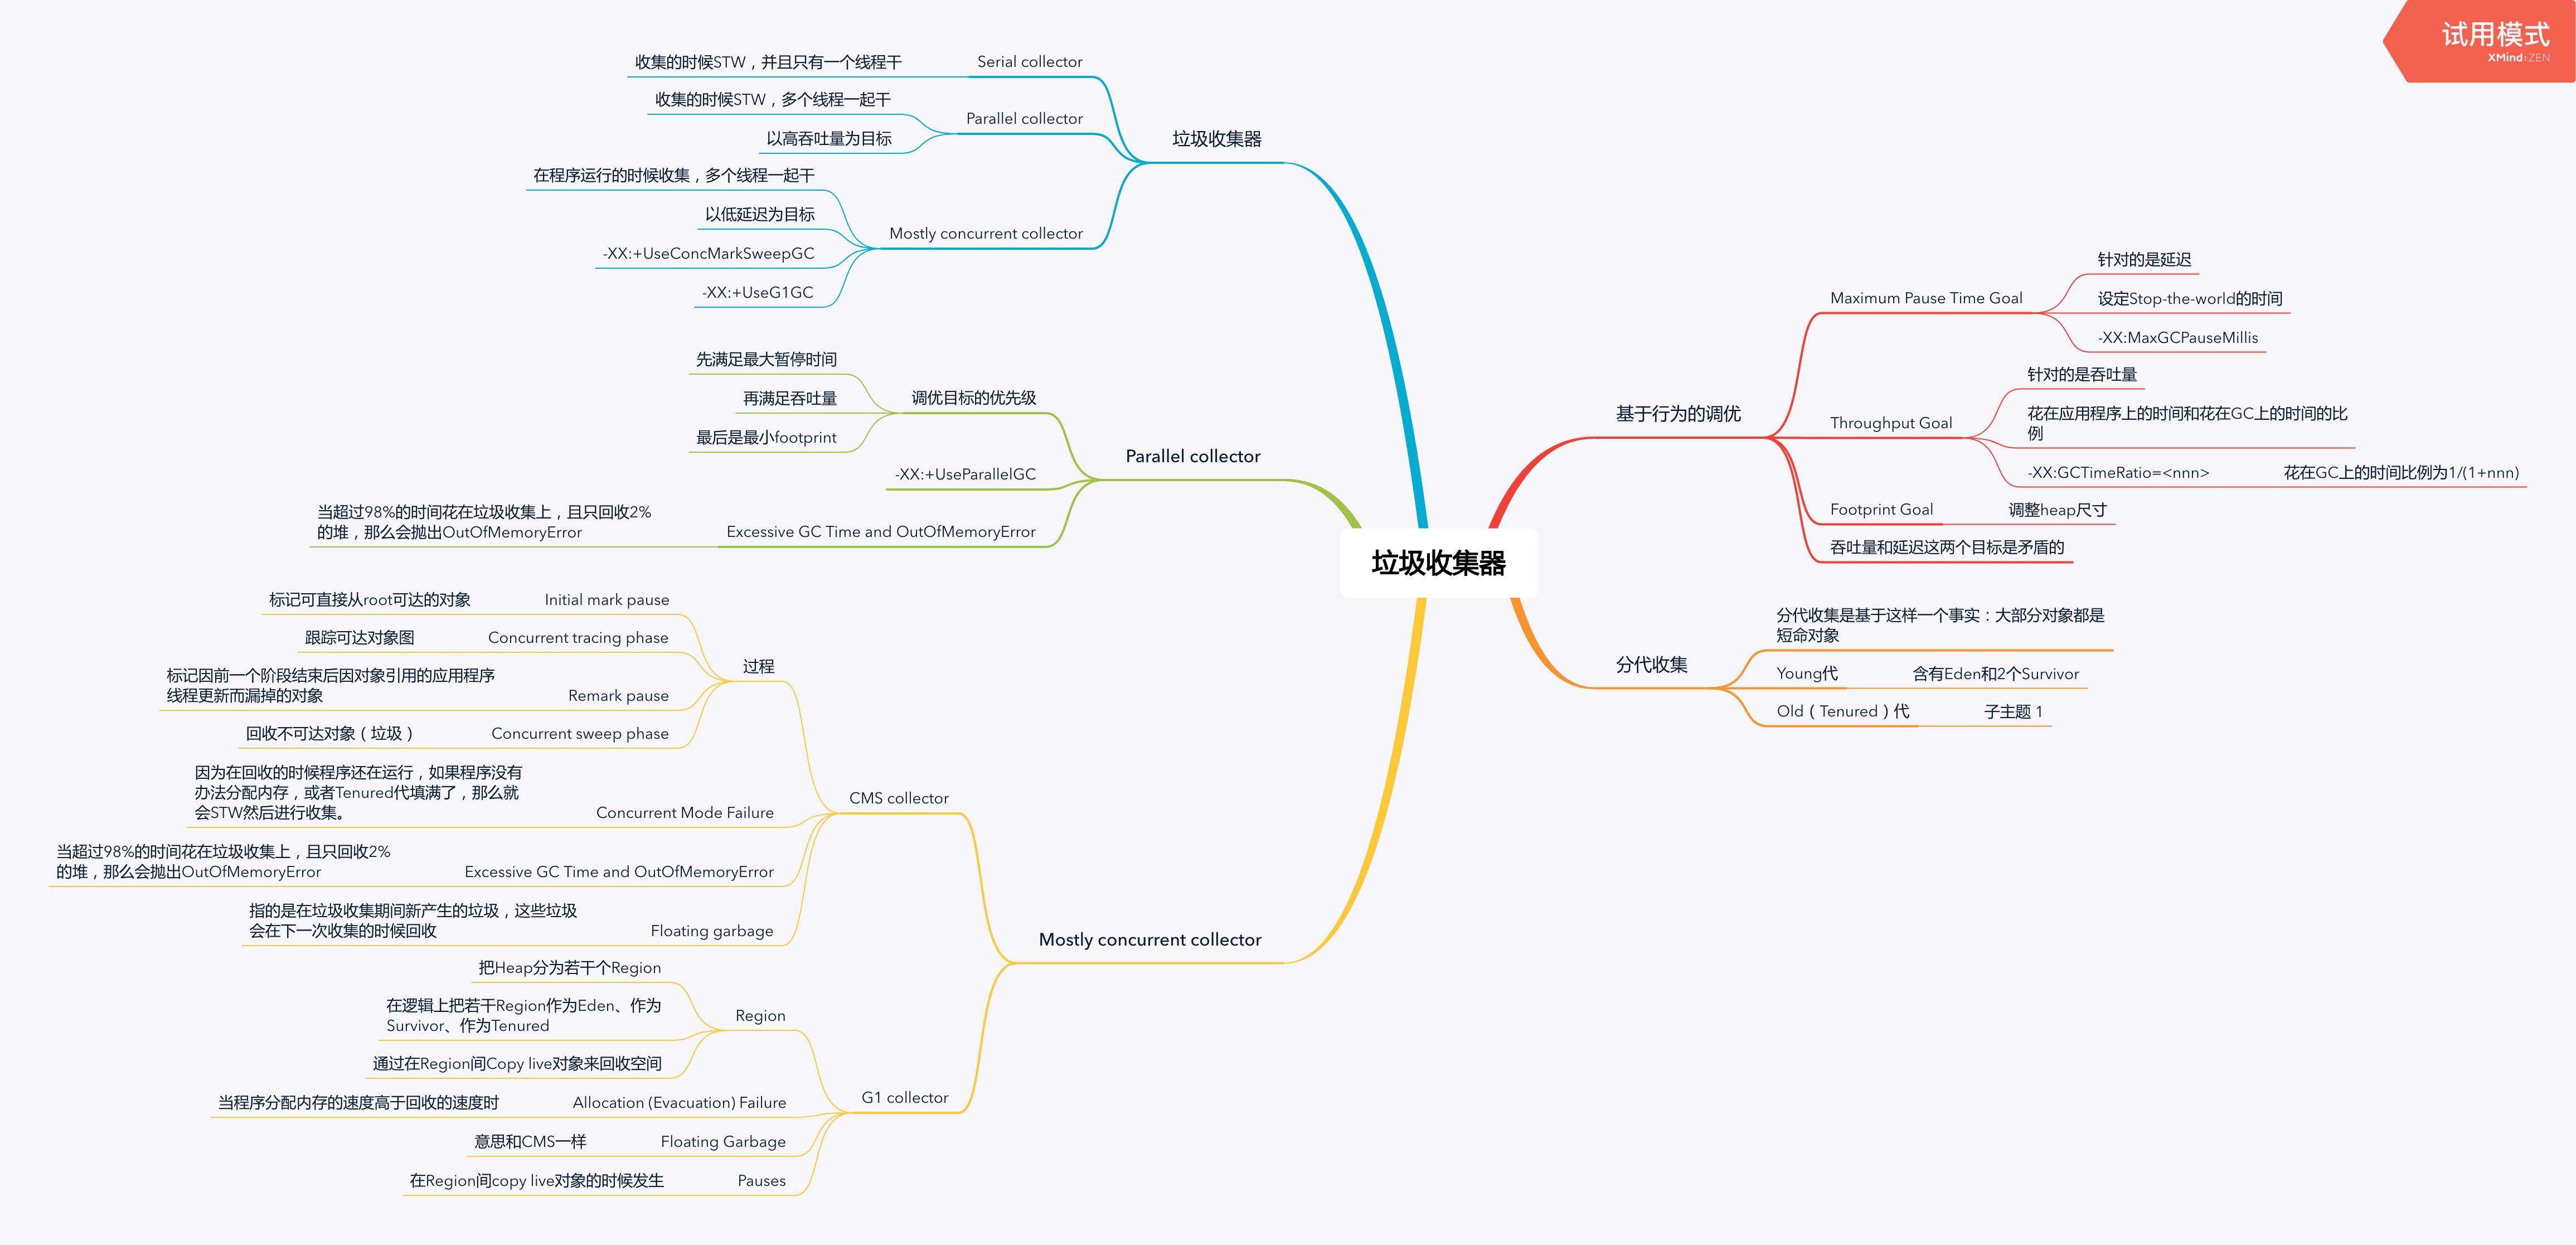 试用模式
XMind:ZEN
垃圾收集器
基于行为的调优
Maximum Pause Time Goal
针对的是延迟
设定Stop-the-world的时间
-XX:MaxGCPauseMillis
Throughput Goal
针对的是吞吐量
花在应用程序上的时间和花在GC上的时间的比
例
-XX:GCTimeRatio=<nnn>
花在GC上的时间比例为1/(1+nnn)
Footprint Goal
调整heap尺寸
吞吐量和延迟这两个目标是矛盾的
分代收集
分代收集是基于这样一个事实：大部分对象都是
短命对象
Young代
含有Eden和2个Survivor
Old（Tenured）代
子主题 1
垃圾收集器
Serial collector
收集的时候STW，并且只有一个线程干
Parallel collector
收集的时候STW，多个线程一起干
以高吞吐量为目标
Mostly concurrent collector
在程序运行的时候收集，多个线程一起干
以低延迟为目标
-XX:+UseConcMarkSweepGC
-XX:+UseG1GC
Parallel collector
调优目标的优先级
先满足最大暂停时间
再满足吞吐量
最后是最小footprint
-XX:+UseParallelGC
Excessive GC Time and OutOfMemoryError
当超过98%的时间花在垃圾收集上，且只回收2%
的堆，那么会抛出OutOfMemoryError
Mostly concurrent collector
CMS collector
过程
Initial mark pause
标记可直接从root可达的对象
Concurrent tracing phase
跟踪可达对象图
Remark pause
标记因前一个阶段结束后因对象引用的应用程序
线程更新而漏掉的对象
Concurrent sweep phase
回收不可达对象（垃圾）
Concurrent Mode Failure
因为在回收的时候程序还在运行，如果程序没有
办法分配内存，或者Tenured代填满了，那么就
会STW然后进行收集。
Excessive GC Time and OutOfMemoryError
当超过98%的时间花在垃圾收集上，且只回收2%
的堆，那么会抛出OutOfMemoryError
Floating garbage
指的是在垃圾收集期间新产生的垃圾，这些垃圾
会在下一次收集的时候回收
G1 collector
Region
把Heap分为若干个Region
在逻辑上把若干Region作为Eden、作为
Survivor、作为Tenured
通过在Region间Copy live对象来回收空间
Allocation (Evacuation) Failure
当程序分配内存的速度高于回收的速度时
Floating Garbage
意思和CMS一样
Pauses
在Region间copy live对象的时候发生